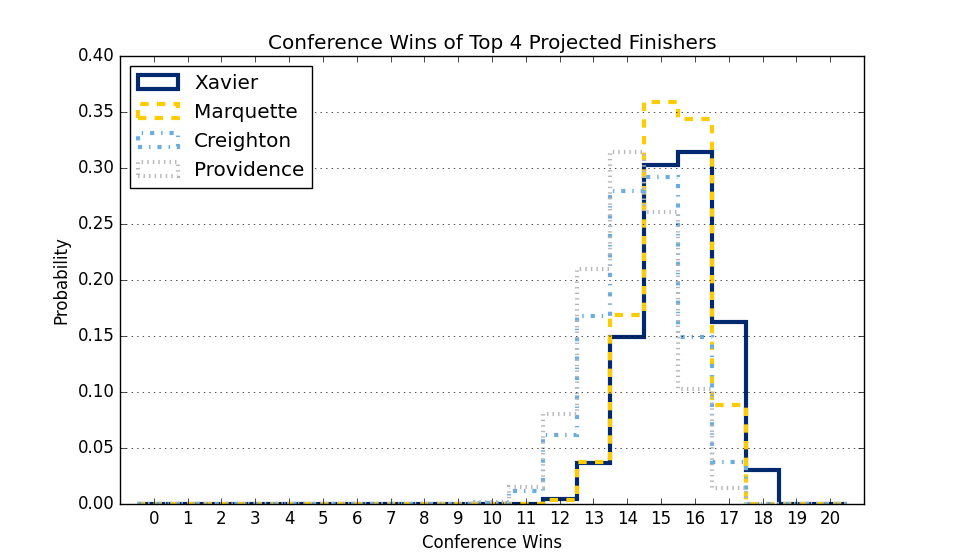 Conference Wins of Top 4 Projected Finishers
Xavier
Marquette
Creighton
Providence
Probability
0.40
0.35
0.30
0.25
0.20
0.15
0.10
0.05
0.00
0 1 2 3 4 5 6 7 8 9 10 11 12 13 14 15 16 17 18 19 20
Conference Wins